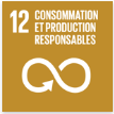 12 CONSOMMATION
ET PRODUCTION
RESPONSABLES